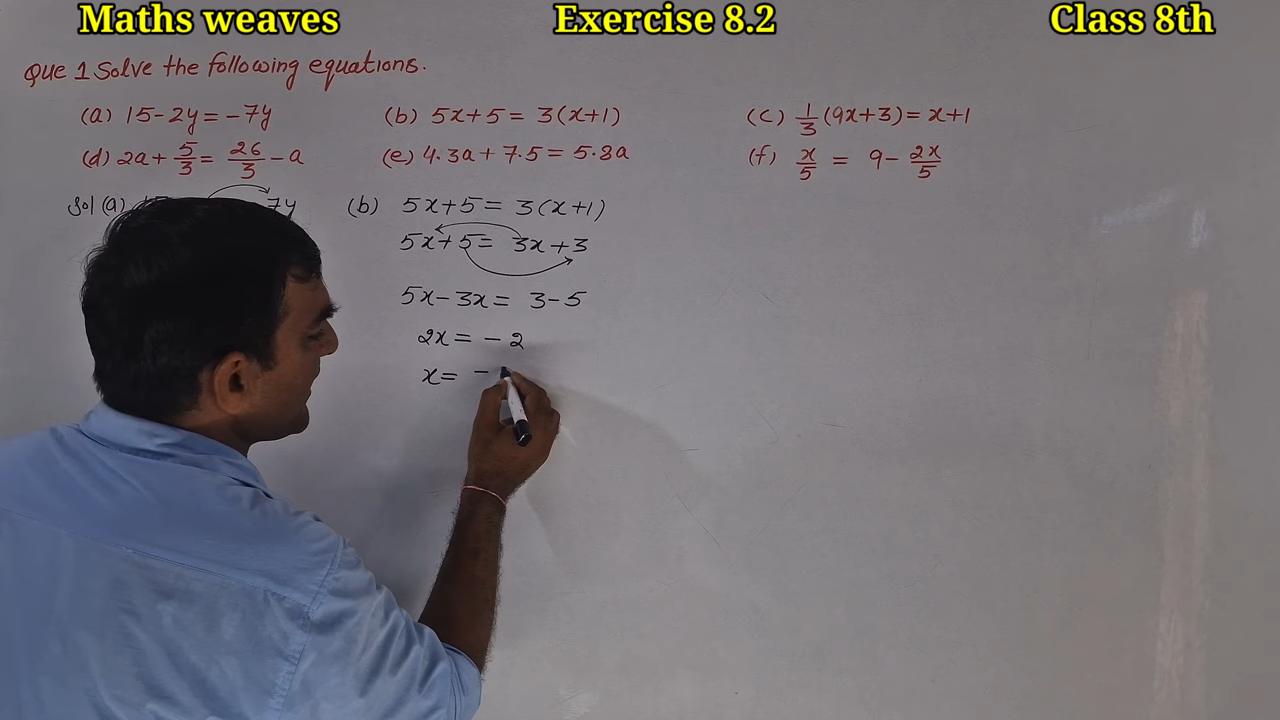 Maths weaves Exercise 8.2 Class 8th
Que 1 Solve the following equations.
(a) 15-2y = -7y (b) 5x+5 = 3(x+1) (c) 1/3(9x+3) = x+1
(d) 2a + 5/3 = 26/3 - a (e) 4.3a + 7.5 = 5.8a (f) x/5 = 9 - 2x/5
Sol (a) 7y (b) 5x+5 = 3(x+1)
5x+5 = 3x+3
5x-3x = 3-5
2x = -2
x = -